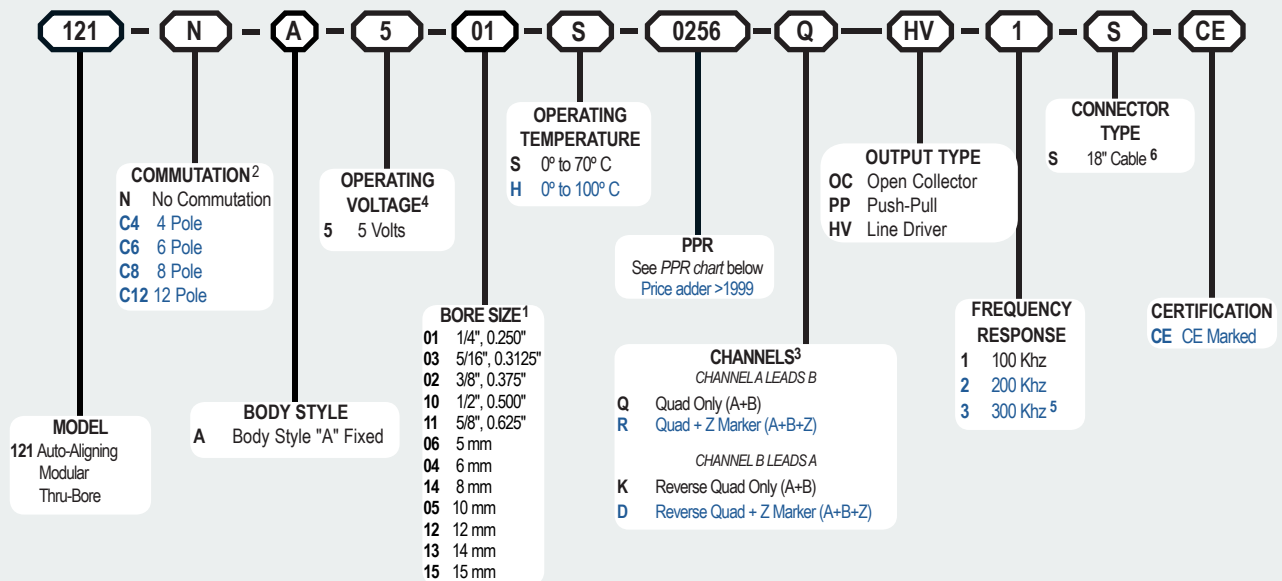 121 - N - A - 5 - 01 - S - 0256 - Q - HV - 1 - S - CE
MODEL
121 Auto-Aligning
Modular
Thru-Bore
COMMUTATION2
N No Commutation
C4 4 Pole
C6 6 Pole
C8 8 Pole
C12 12 Pole
BODY STYLE
A Body Style "A" Fixed
OPERATING
VOLTAGE4
5 5 Volts
BORE SIZE1
01 1/4", 0.250"
03 5/16", 0.3125"
02 3/8", 0.375"
10 1/2", 0.500"
11 5/8", 0.625"
06 5 mm
04 6 mm
14 8 mm
05 10 mm
12 12 mm
13 14 mm
15 15 mm
OPERATING
TEMPERATURE
S 0º to 70º C
H 0º to 100º C
PPR
See PPR chart below
Price adder >1999
CHANNELS3
CHANNEL A LEADS B
Q Quad Only (A+B)
R Quad + Z Marker (A+B+Z)
CHANNEL B LEADS A
K Reverse Quad Only (A+B)
D Reverse Quad + Z Marker (A+B+Z)
OUTPUT TYPE
OC Open Collector
PP Push-Pull
HV Line Driver
FREQUENCY
RESPONSE
1 100 Khz
2 200 Khz
3 300 Khz 5
CONNECTOR
TYPE
S 18" Cable 6
CERTIFICATION
CE CE Marked